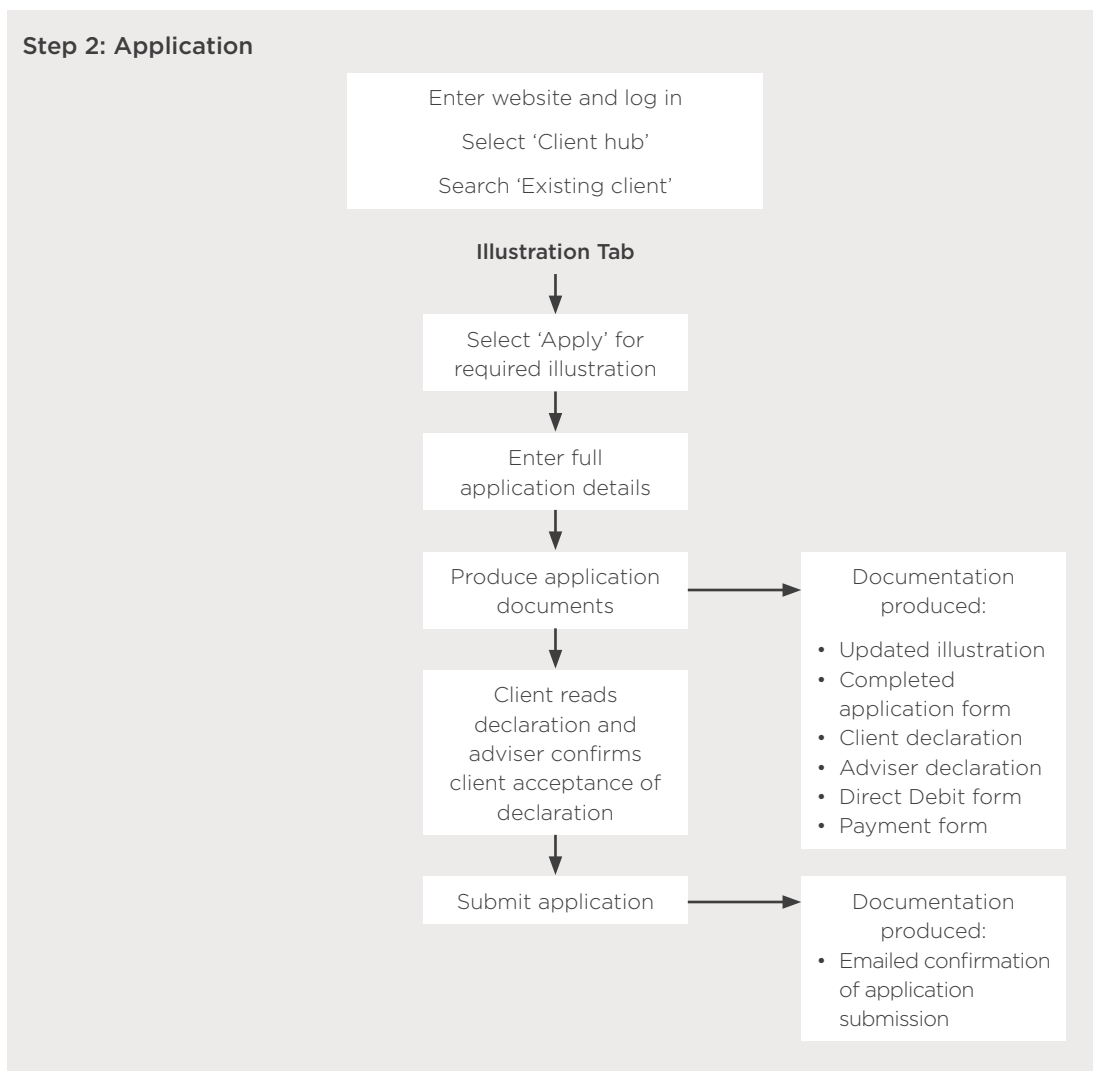 Step 2: Application
Enter website and log in
Select ‘Client hub’
Search ‘Existing client’
Illustration Tab
Select ‘Apply’ for
required illustration
Enter full
application details
Produce application
documents
Documentation
produced:
• Updated illustration
• Completed
application form
• Client declaration
• Adviser declaration
• Direct Debit form
• Payment form
Client reads
declaration and
adviser confirms
client acceptance of
declaration
Submit application
Documentation
produced:
• Emailed confirmation
of application
submission